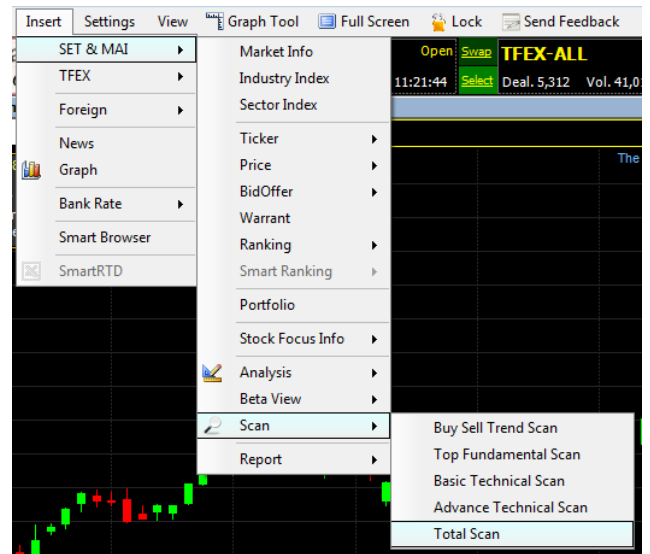 Insert Settings View Graph Tool Full Screen Lock Send Feedback
SET & MAI
TFEX
Foreign
News
Graph
Bank Rate
Smart Browser
SmartRTD
Market Info
Industry Index
Sector Index
Ticker
Price
BidOffer
Warrant
Ranking
Smart Ranking
Portfolio
Stock Focus Info
Analysis
Beta View
Scan
Report
Buy Sell Trend Scan
Top Fundamental Scan
Basic Technical Scan
Advance Technical Scan
Total Scan
Open Swap TFEX-ALL
11:21:44 Select Deal. 5,312 Vol. 41,0
The